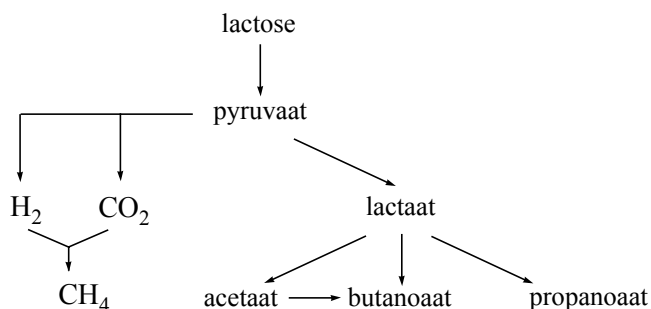 lactose
pyruvaat
H₂ CO₂ lactaat
CH₄ acetaat butanoaat propanoaat